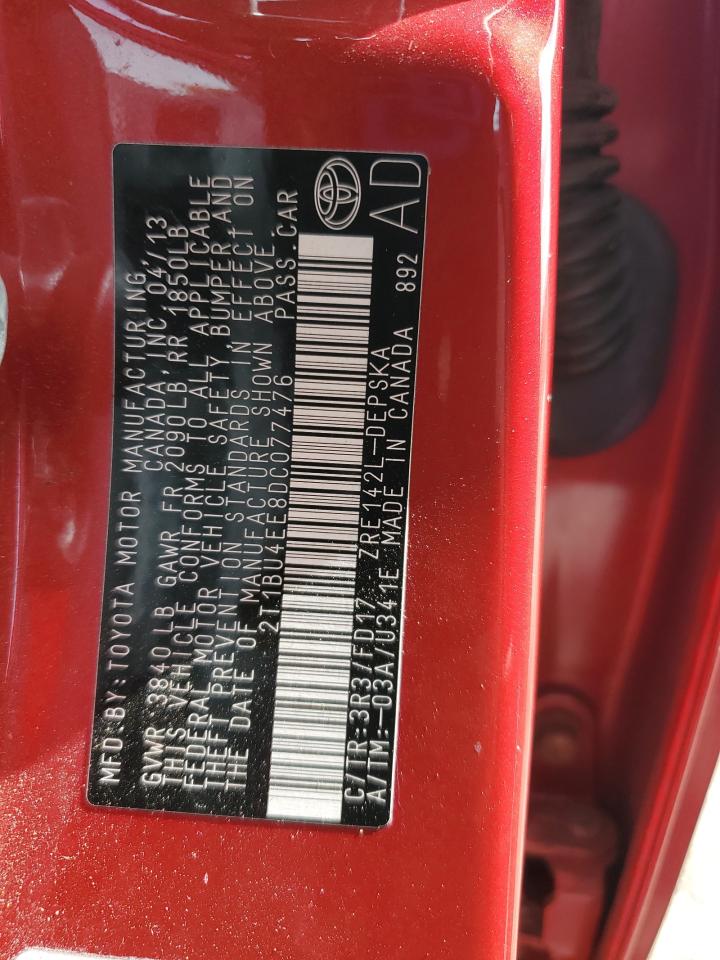 MFD.BY:TOYOTA MOTOR MANUFACTURING,
CANADA,INC.04/13
GVWR 3840LB GAWR FR 2090LB,RR 1850LB
THIS VEHICLE CONFORMS TO ALL APPLICABLE
FEDERAL MOTOR VEHICLE SAFETY,BUMPER,AND
THEFT PREVENTION STANDARDS IN EFFECT ON
THE DATE OF MANUFACTURE SHOWN ABOVE.
2T1BU4EE8DC077476 PASS.CAR
C/TR:3R3/FD17 ZRE142L-DEPSKA
A/TM:-03A/U341E MADE IN CANADA 892
AD